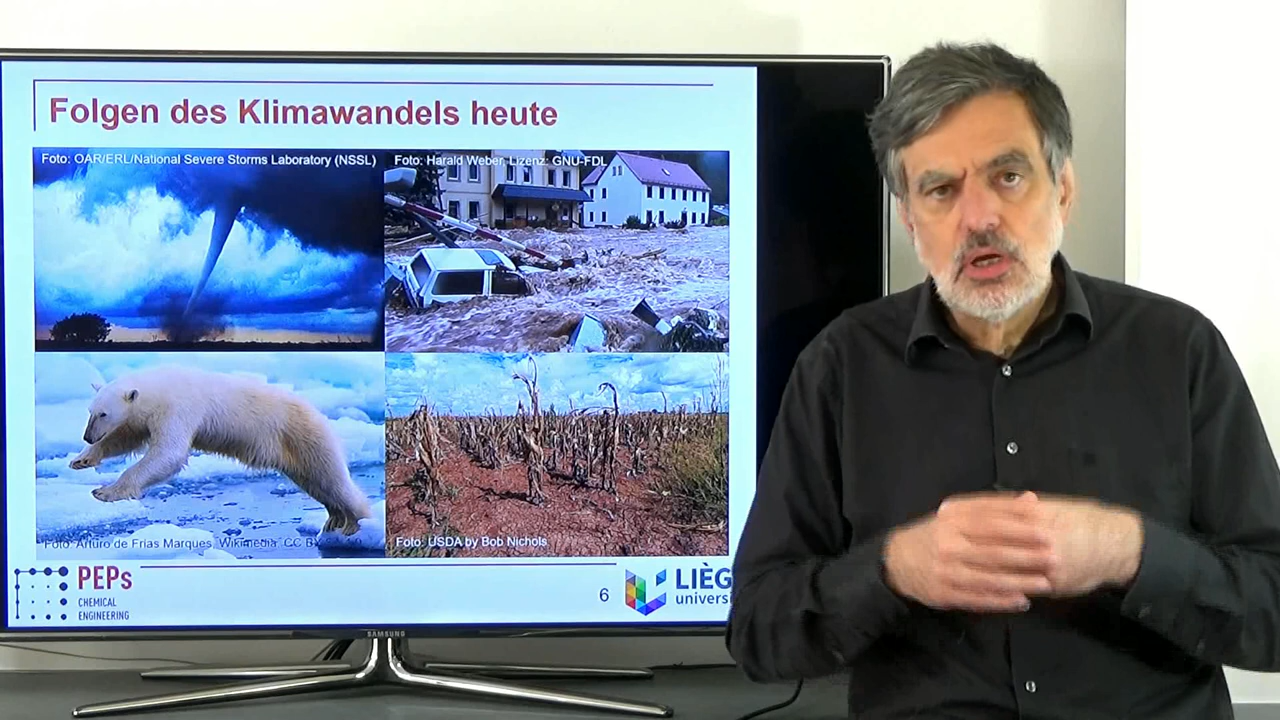 Folgen des Klimawandels heute
Foto: OAR/ERL/National Severe Storms Laboratory (NSSL)
Foto: Harald Weber, Lizenz: GNU-FDL
Foto: Arturo de Frias Marques, Wikimedia, CC
Foto: USDA by Bob Nichols
PEPs
CHEMICAL
ENGINEERING
6
LIÈG
universi
SAMSUNG